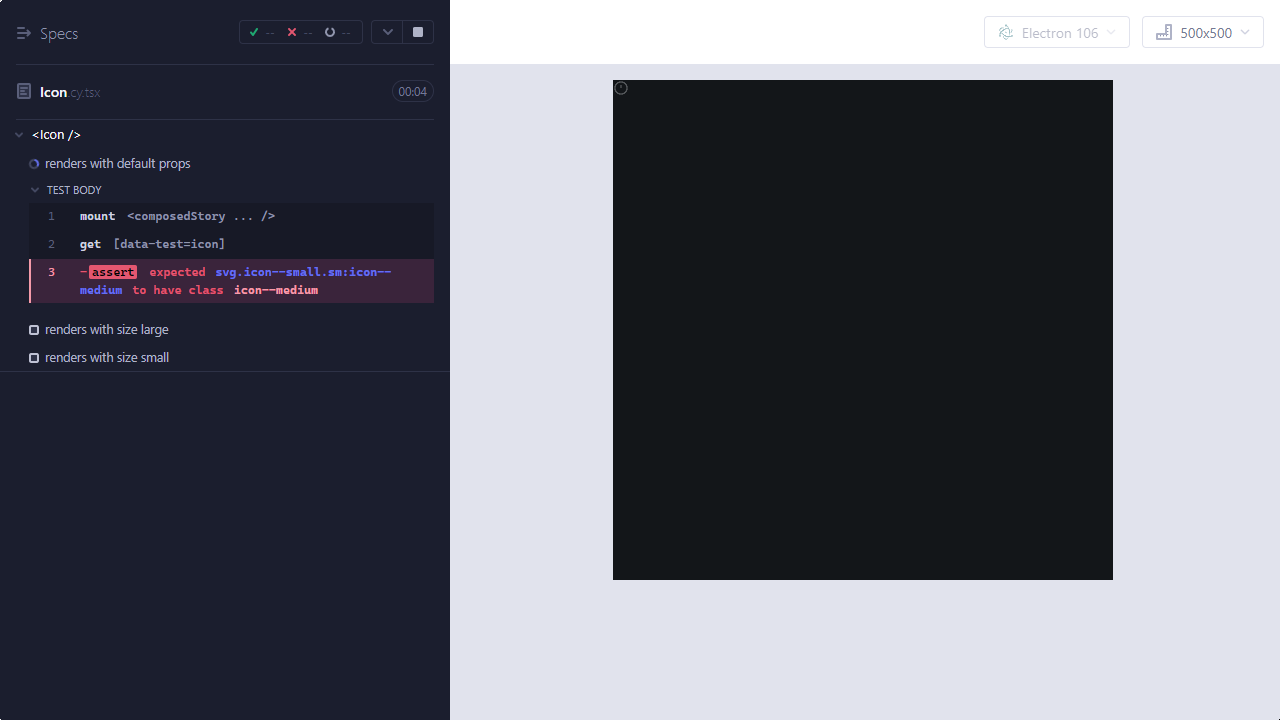 Specs
-- -- --
Electron 106
500x500
Icon.cy.tsx
00:04
<Icon />
renders with default props
TEST BODY
1 mount <composedStory ... />
2 get [data-test=icon]
3 -assert expected svg.icon--small.sm:icon--
medium to have class icon--medium
renders with size large
renders with size small